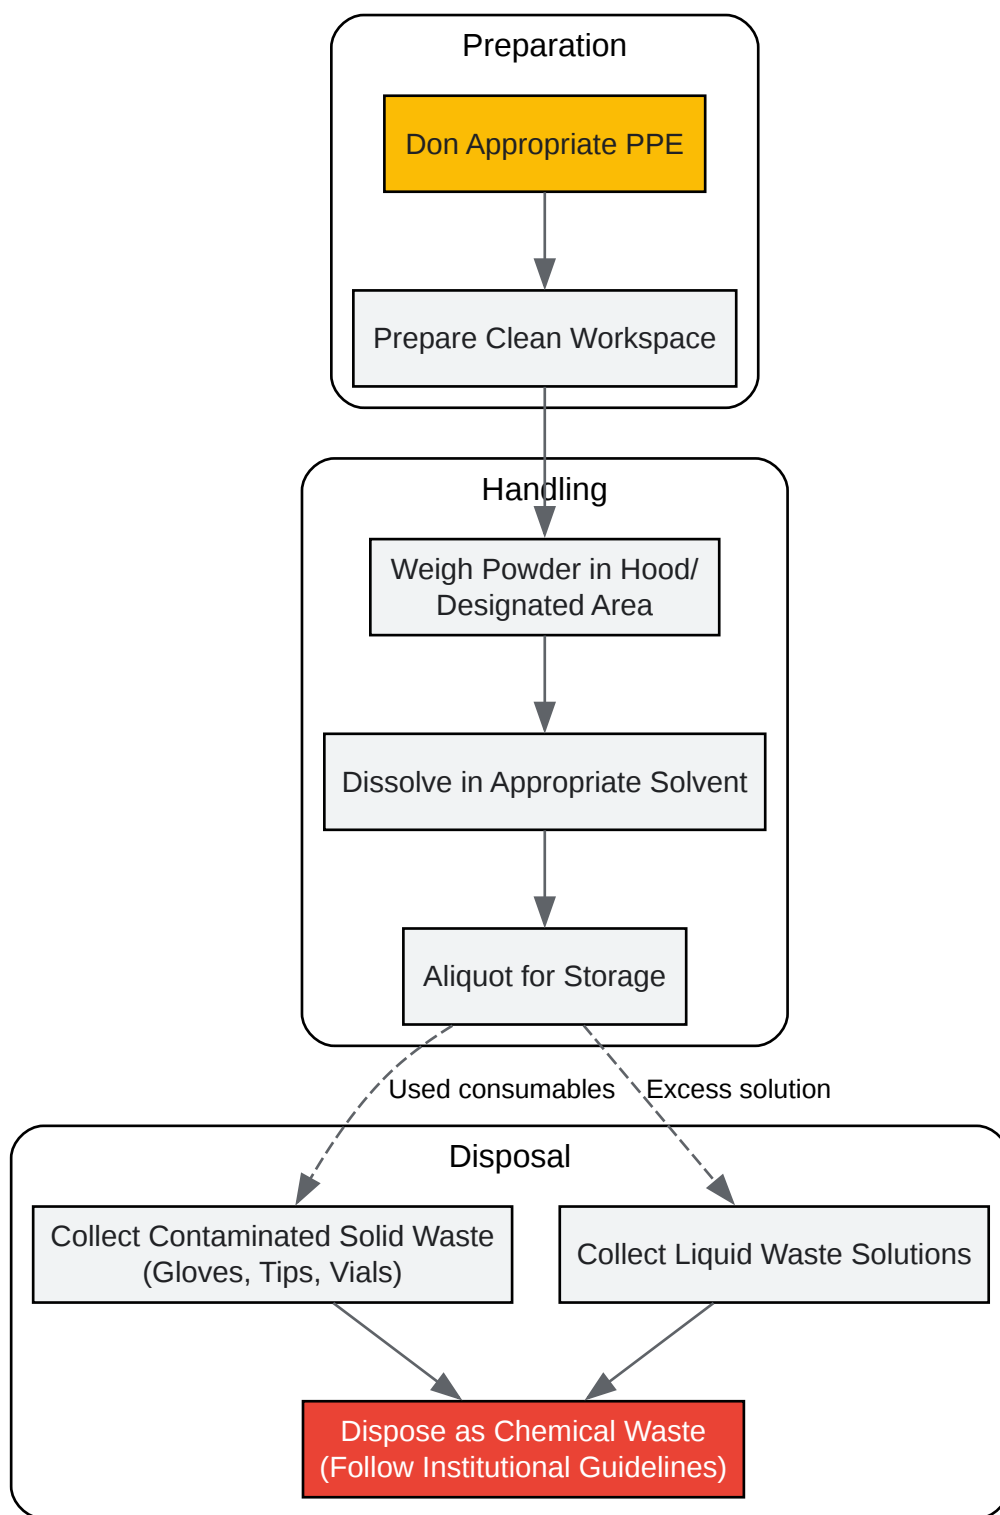 Preparation
Don Appropriate PPE
Prepare Clean Workspace
Handling
Weigh Powder in Hood/
Designated Area
Dissolve in Appropriate Solvent
Aliquot for Storage
Used consumables
Excess solution
Disposal
Collect Contaminated Solid Waste
(Gloves, Tips, Vials)
Collect Liquid Waste Solutions
Dispose as Chemical Waste
(Follow Institutional Guidelines)